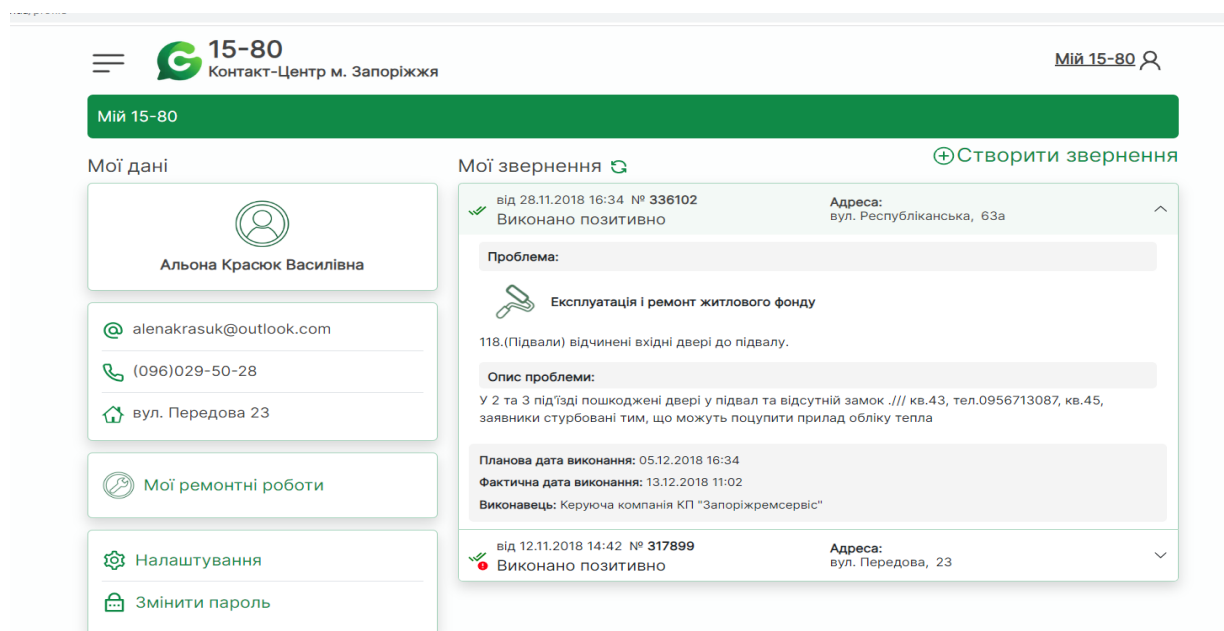 15-80
Контакт-Центр м. Запоріжжя
Мій 15-80
Мій 15-80
Мої дані
Альона Красюк Василівна
alenakrasuk@outlook.com
(096)029-50-28
вул. Передова 23
Мої ремонтні роботи
Налаштування
Змінити пароль
Мої звернення
Створити звернення
від 28.11.2018 16:34 № 336102
Виконано позитивно
Адреса:
вул. Республіканська, 63а
Проблема:
Експлуатація і ремонт житлового фонду
118.(Підвали) відчинені вхідні двері до підвалу.
Опис проблеми:
У 2 та 3 під'їзді пошкоджені двері у підвал та відсутній замок ./// кв.43, тел.0956713087, кв.45,
заявники стурбовані тим, що можуть поцупити прилад обліку тепла
Планова дата виконання: 05.12.2018 16:34
Фактична дата виконання: 13.12.2018 11:02
Виконавець: Керуюча компанія КП "Запоріжремсервіс"
від 12.11.2018 14:42 № 317899
Виконано позитивно
Адреса:
вул. Передова, 23